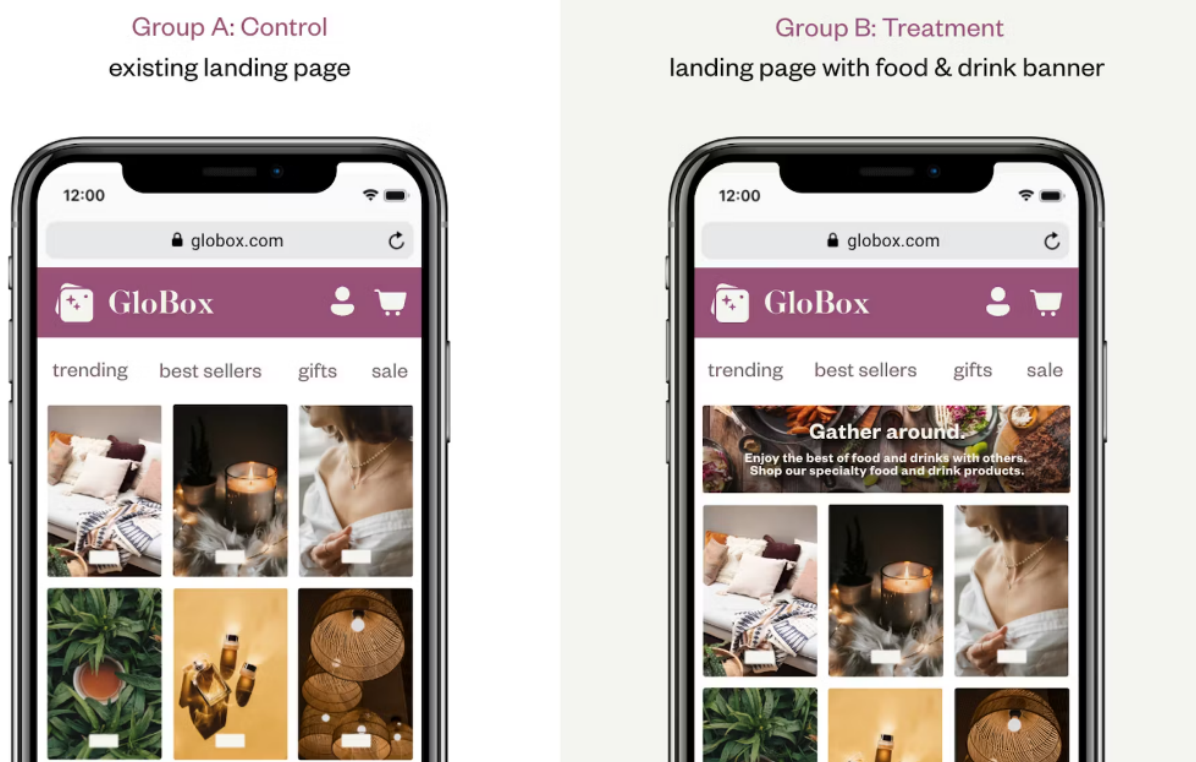 Group A: Control
existing landing page
12:00
globox.com
GloBox
trending best sellers gifts sale
Group B: Treatment
landing page with food & drink banner
12:00
globox.com
GloBox
trending best sellers gifts sale
Gather around.
Enjoy the best of food and drinks with others.
Shop our specialty food and drink products.